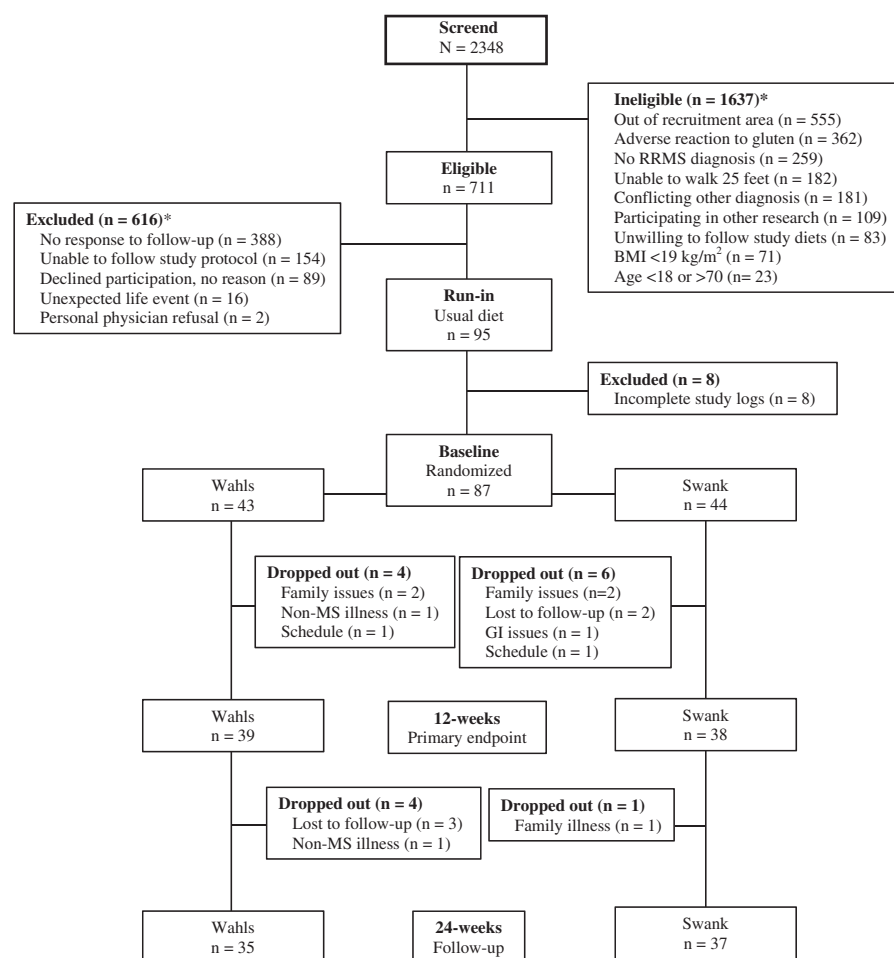 Screend
N = 2348
Ineligible (n = 1637)*
Out of recruitment area (n = 555)
Adverse reaction to gluten (n = 362)
No RRMS diagnosis (n = 259)
Unable to walk 25 feet (n = 182)
Conflicting other diagnosis (n = 181)
Participating in other research (n = 109)
Unwilling to follow study diets (n = 83)
BMI <19 kg/m² (n = 71)
Age <18 or >70 (n= 23)
Eligible
n = 711
Excluded (n = 616)*
No response to follow-up (n = 388)
Unable to follow study protocol (n = 154)
Declined participation, no reason (n = 89)
Unexpected life event (n = 16)
Personal physician refusal (n = 2)
Run-in
Usual diet
n = 95
Excluded (n = 8)
Incomplete study logs (n = 8)
Baseline
Randomized
n = 87
Wahls
n = 43
Swank
n = 44
Dropped out (n = 4)
Family issues (n = 2)
Non-MS illness (n = 1)
Schedule (n = 1)
Dropped out (n = 6)
Family issues (n=2)
Lost to follow-up (n = 2)
GI issues (n = 1)
Schedule (n = 1)
Wahls
n = 39
12-weeks
Primary endpoint
Swank
n = 38
Dropped out (n = 4)
Lost to follow-up (n = 3)
Non-MS illness (n = 1)
Dropped out (n = 1)
Family illness (n = 1)
Wahls
n = 35
24-weeks
Follow-up
Swank
n = 37